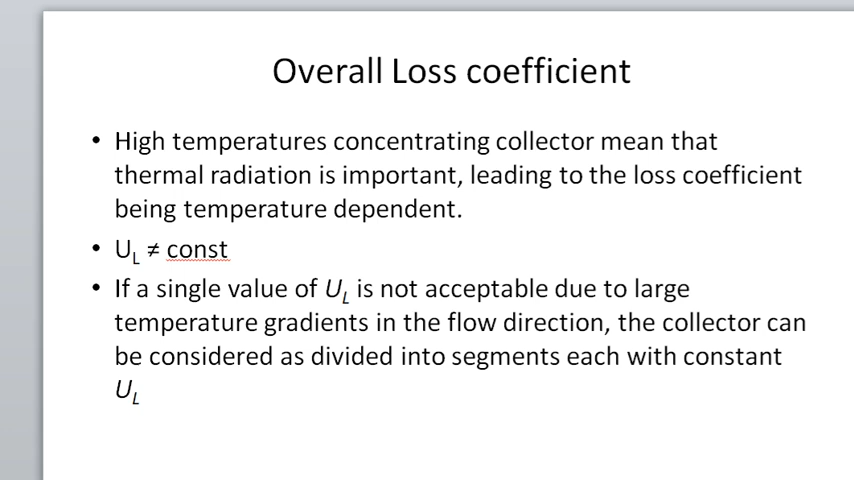 Overall Loss coefficient
• High temperatures concentrating collector mean that
thermal radiation is important, leading to the loss coefficient
being temperature dependent.
• U_L ≠ const
• If a single value of U_L is not acceptable due to large
temperature gradients in the flow direction, the collector can
be considered as divided into segments each with constant
U_L